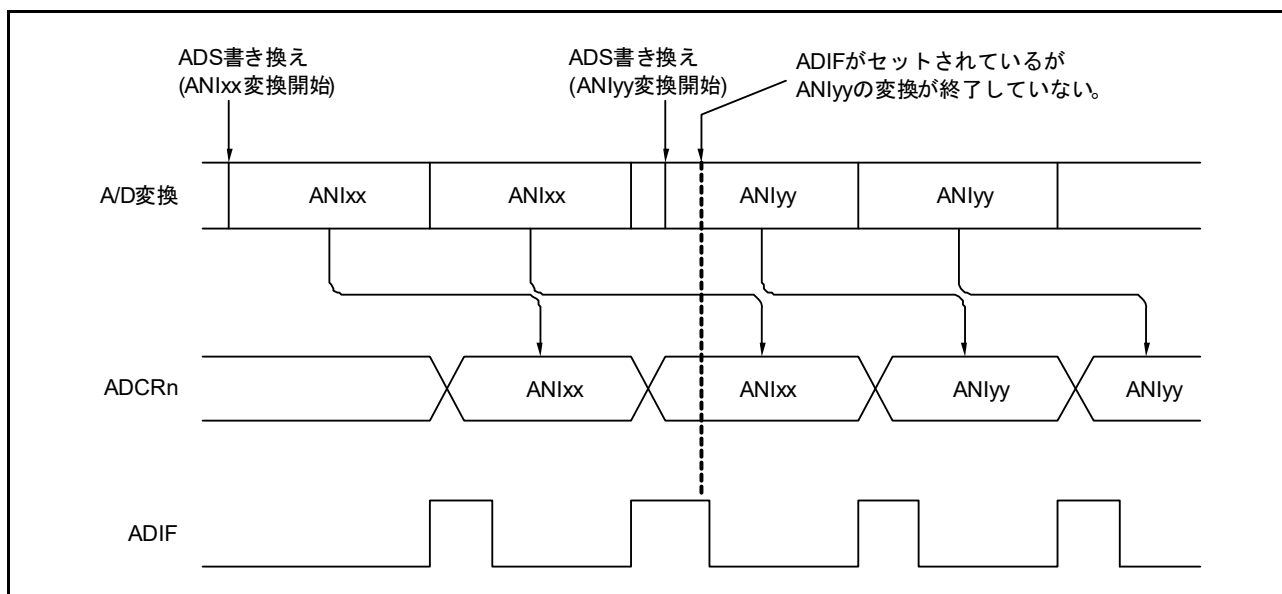 ADS書き換え
(ANIxx変換開始)
ADS書き換え
(ANIyy変換開始)
ADIFがセットされているが
ANIyyの変換が終了していない。
A/D変換
ANIxx
ANIxx
ANIyy
ANIyy
ADCRn
ANIxx
ANIxx
ANIyy
ANIyy
ADIF